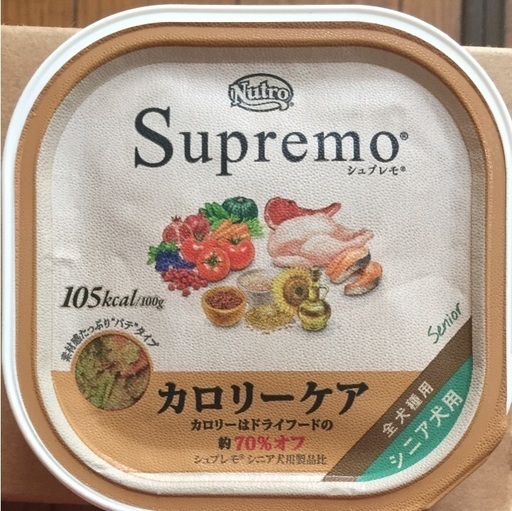 Nutro
Supremo®
シュプレモ®
105kcal/100g
素材感たっぷり"パテ"タイプ
Senior
全犬種用
シニア犬用
カロリーケア
カロリーはドライフードの
約70%オフ
シュプレモ® シニア犬用製品比